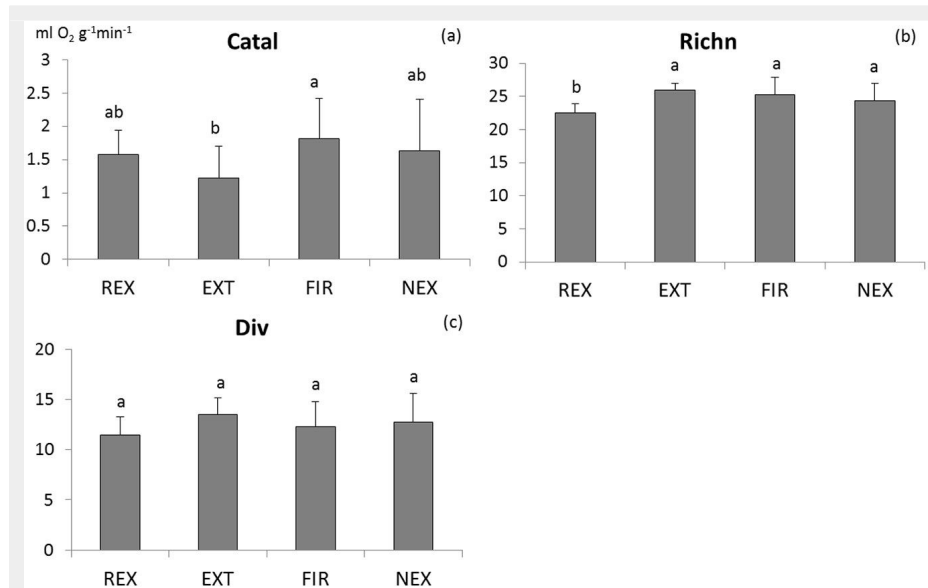 ml O₂ g⁻¹min⁻¹
Catal
(a)
3
2.5
2
1.5
1
0.5
0
ab
b
a
ab
REX EXT FIR NEX
Richn
(b)
30
25
20
15
10
5
0
b
a
a
a
REX EXT FIR NEX
Div
(c)
20
15
10
5
0
a
a
a
a
REX EXT FIR NEX